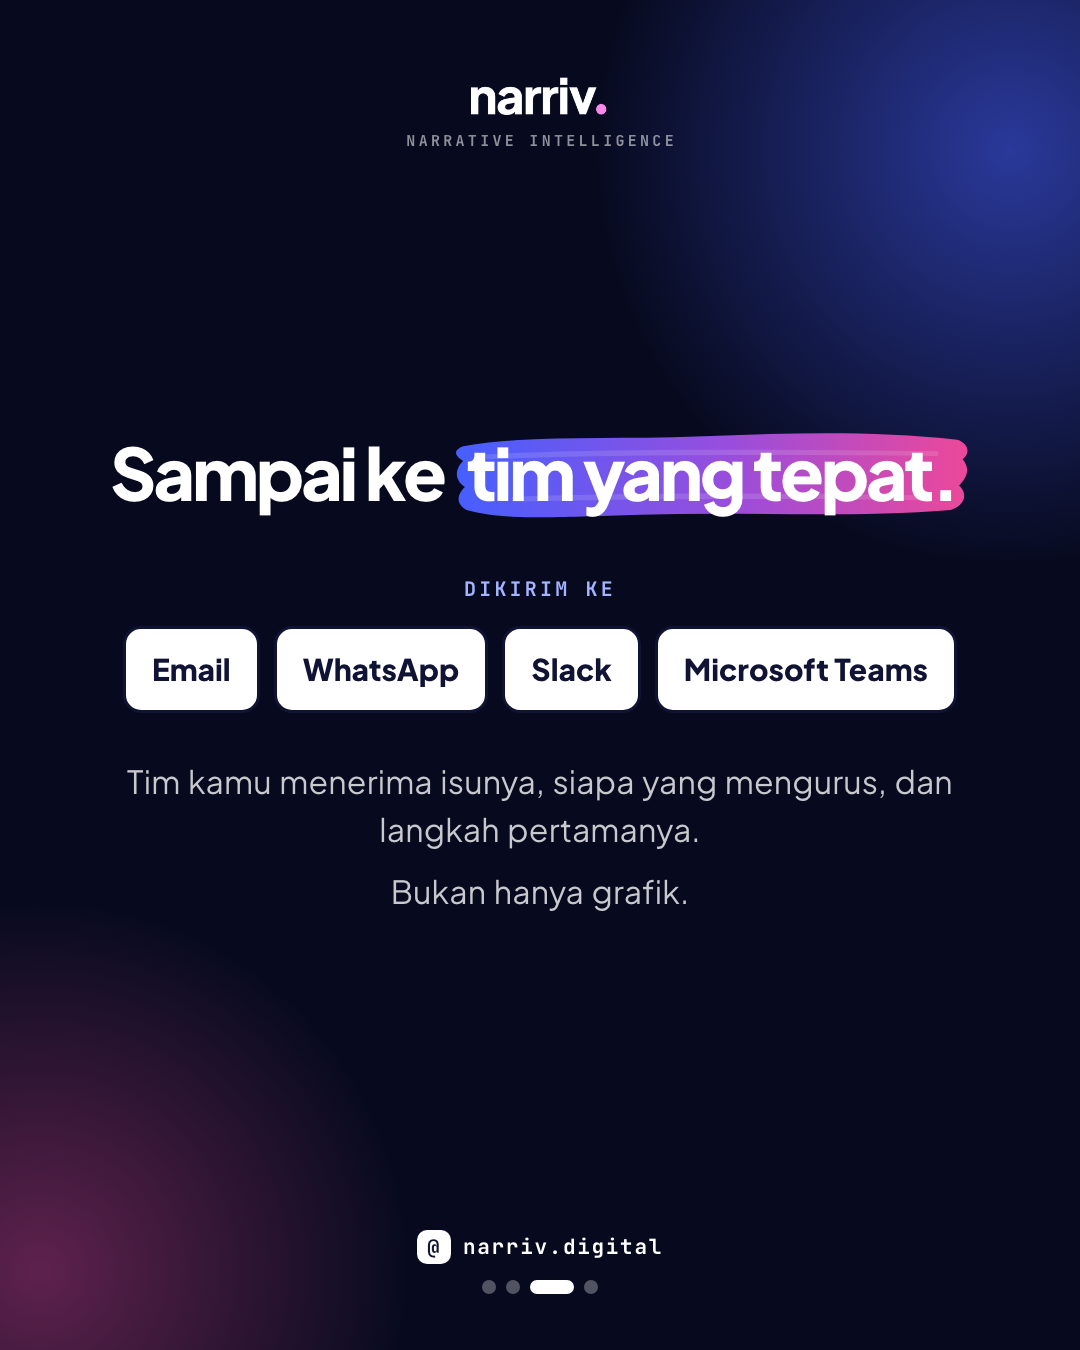 narriv.
NARRATIVE INTELLIGENCE
Sampai ke tim yang tepat.
DIKIRIM KE
Email
WhatsApp
Slack
Microsoft Teams
Tim kamu menerima isunya, siapa yang mengurus, dan
langkah pertamanya.
Bukan hanya grafik.
@ narriv.digital